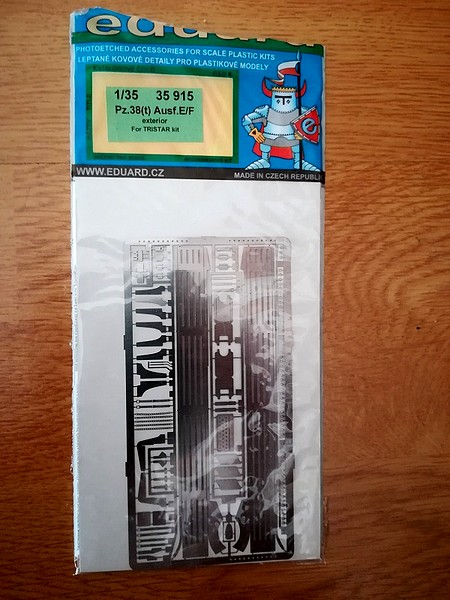 eduard
PHOTOETCHED ACCESSORIES FOR SCALE PLASTIC KITS
LEPTANÉ KOVOVÉ DETAILY PRO PLASTIKOVÉ MODELY
1/35 35 915
Pz.38(t) Ausf.E/F
exterior
For TRISTAR kit
e
WWW.EDUARD.CZ MADE IN CZECH REPUBLI